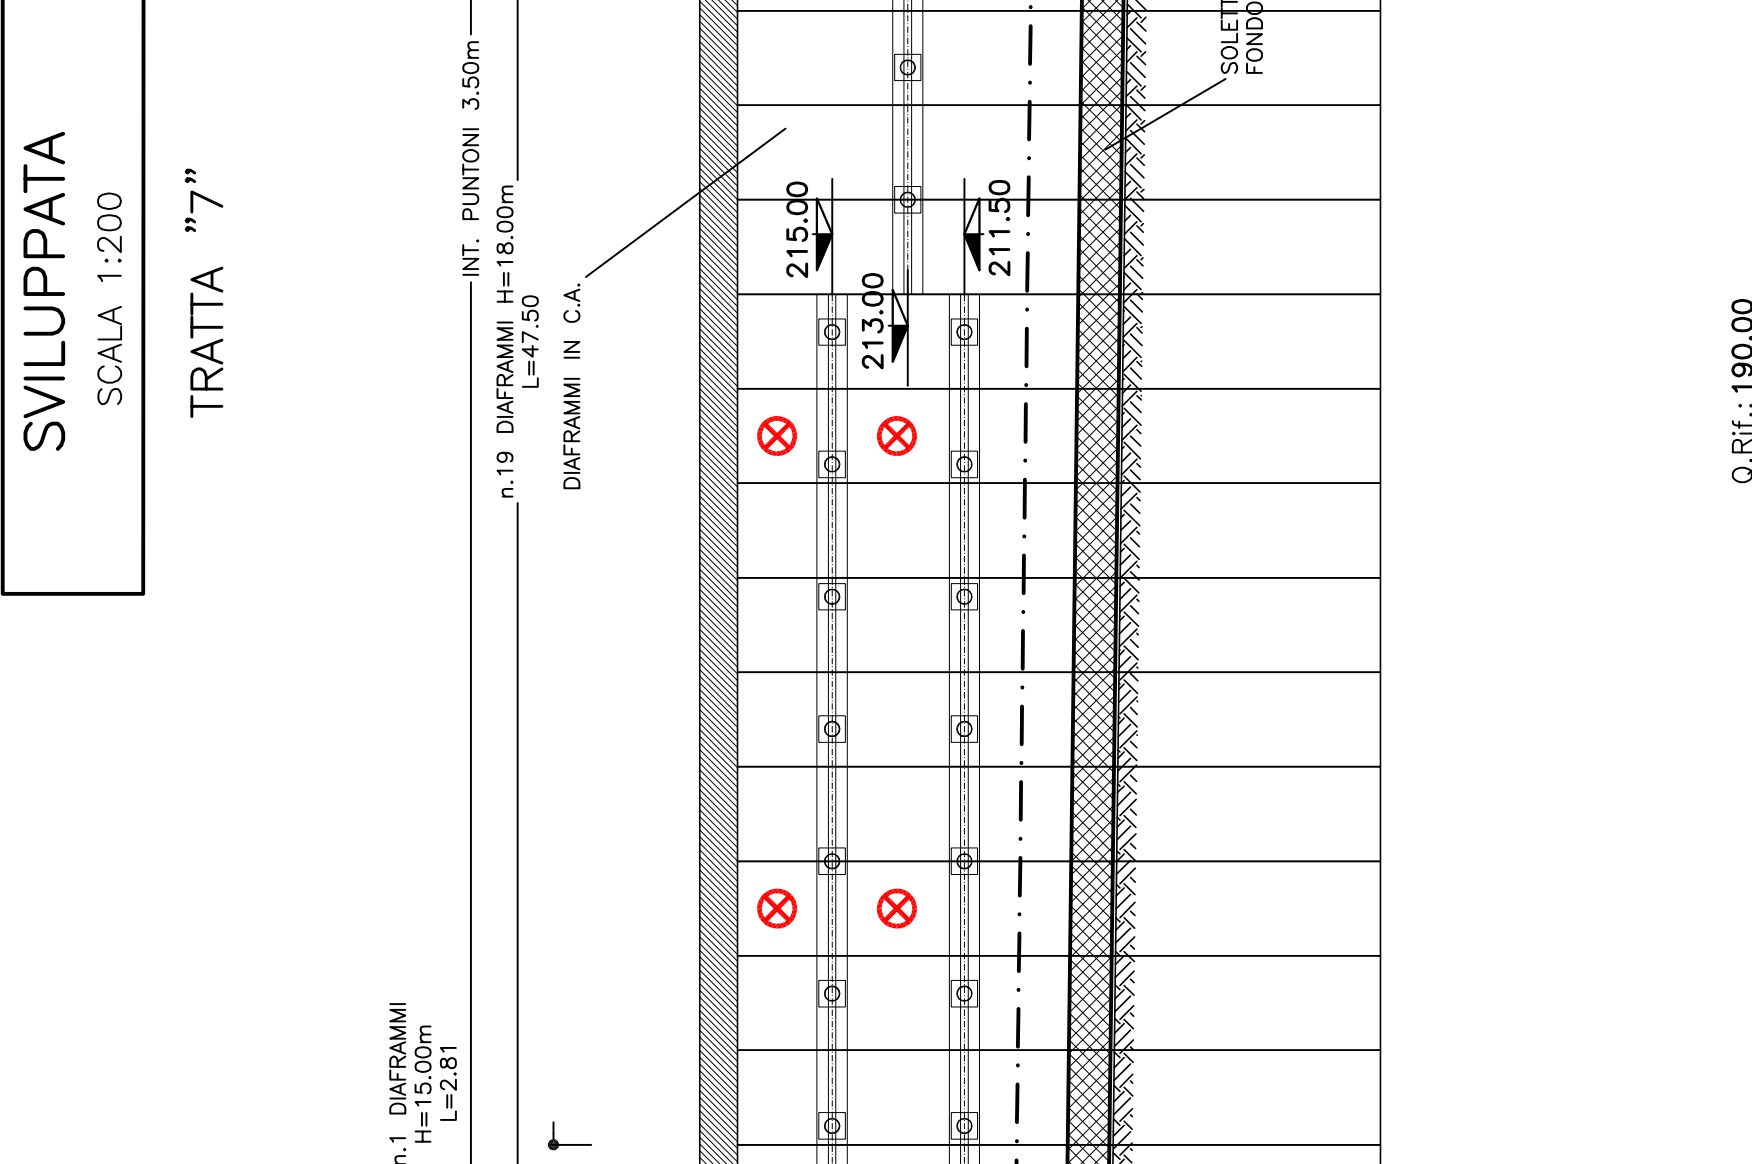 SVILUPPATA
SCALA 1:200
TRATTA "7"
n.1 DIAFRAMMI
H=15.00m
L=2.81
INT. PUNTONI 3.50m
n.19 DIAFRAMMI H=18.00m
L=47.50
DIAFRAMMI IN C.A.
215.00
213.00
211.50
FONDO
Q.Rif.: 190.00